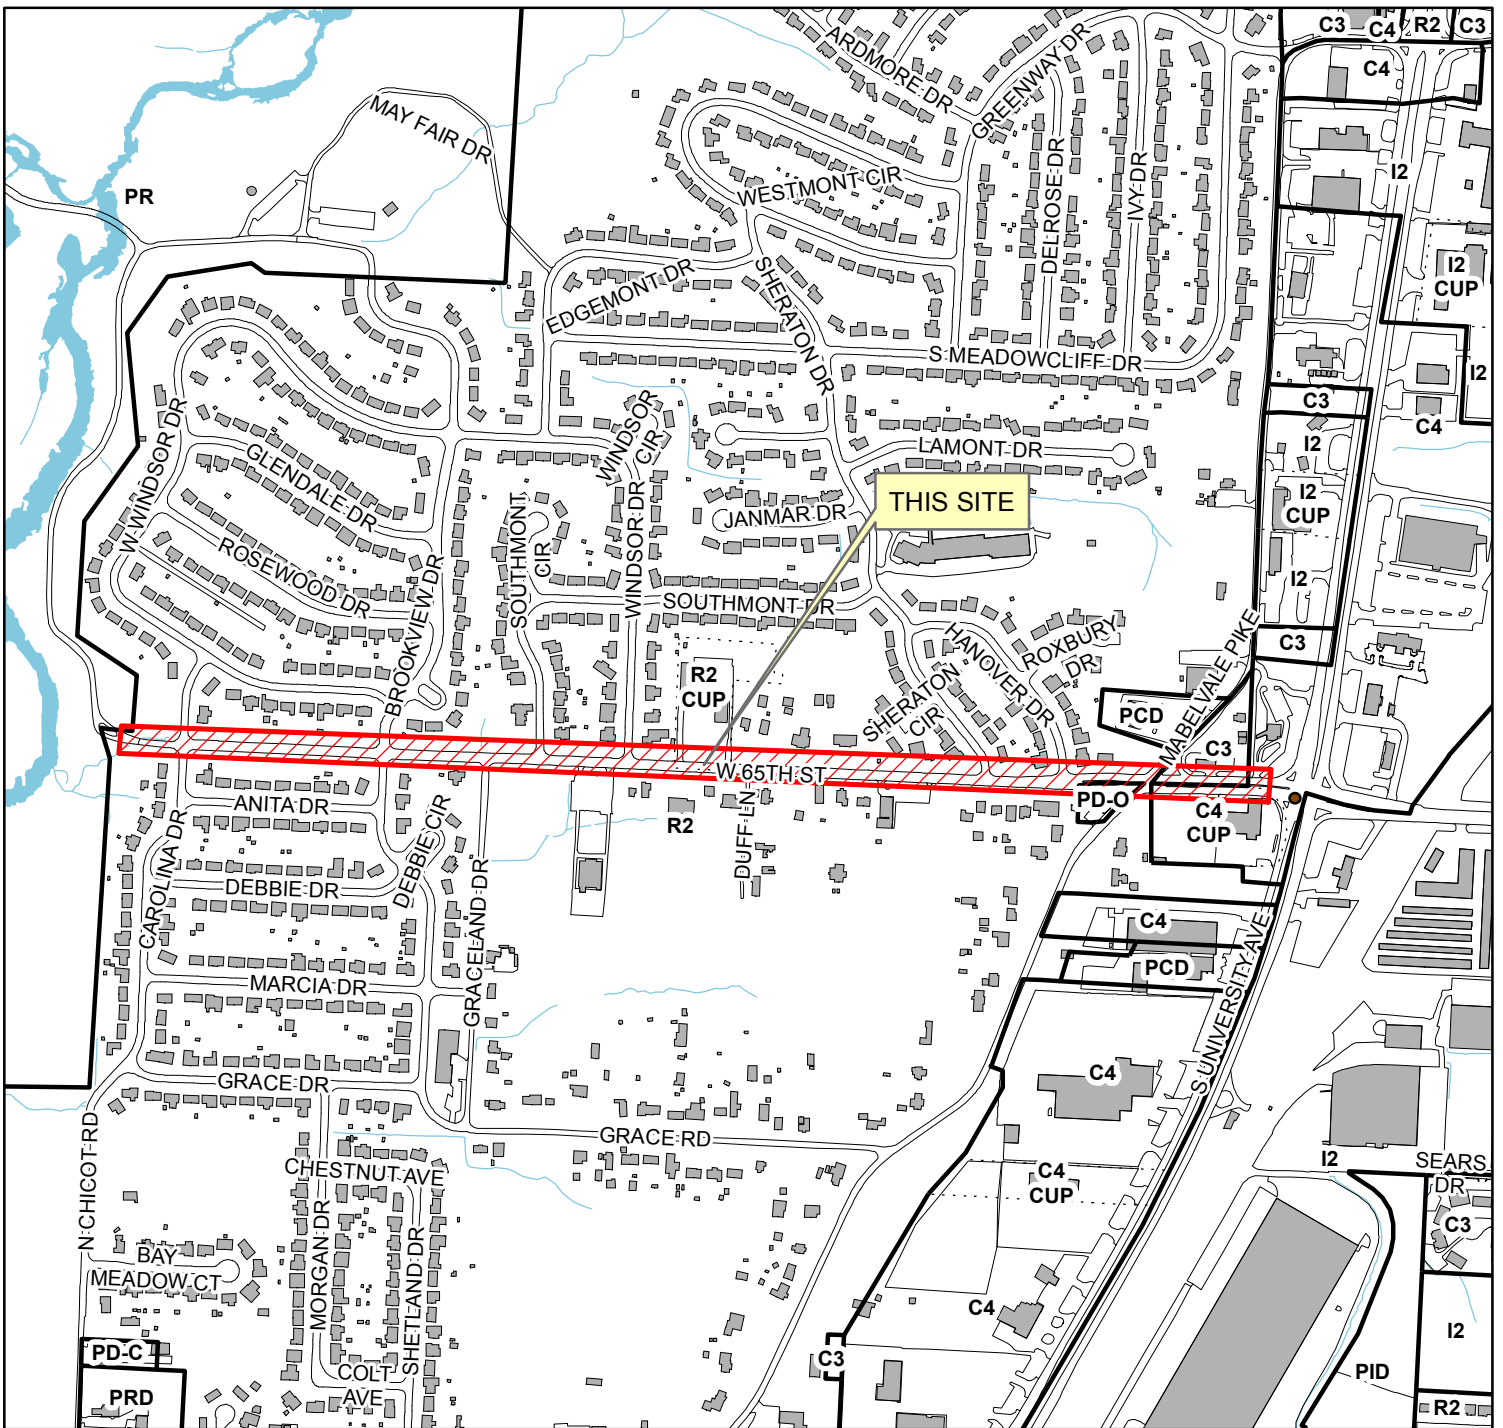 C3
C4
R2
C3
C4
ARDMORE DR
GREENWAY DR
MAY FAIR DR
DELROSE DR
IVY DR
I2
WESTMONT CIR
PR
I2
CUP
EDGEMONT DR
SHERATON DR
S MEADOWCLIFF DR
I2
C3
C4
W WINDSOR DR
GLENDALE DR
WINDSOR
CIR
LAMONT DR
I2
THIS SITE
I2
CUP
SOUTHMONT
CIR
WINDSOR DR
JANMAR DR
ROSEWOOD DR
BROOKVIEW DR
I2
SOUTHMONT DR
HANOVER DR
ROXBURY
DR
MABELVALE PIKE
C3
R2
CUP
SHERATON
CIR
PCD
C3
W 65TH ST
ANITA DR
PD-O
C4
CUP
R2
CAROLINA DR
DEBBIE CIR
DUFF LN
DEBBIE DR
GRACELAND DR
C4
PCD
MARCIA DR
S UNIVERSITY AVE
GRACE DR
C4
GRACE RD
N CHICOT RD
CHESTNUT AVE
I2
SEARS
DR
C4
CUP
C3
MORGAN DR
SHETLAND DR
BAY
MEADOW CT
C4
I2
PD-C
C3
COLT
AVE
PID
PRD
R2